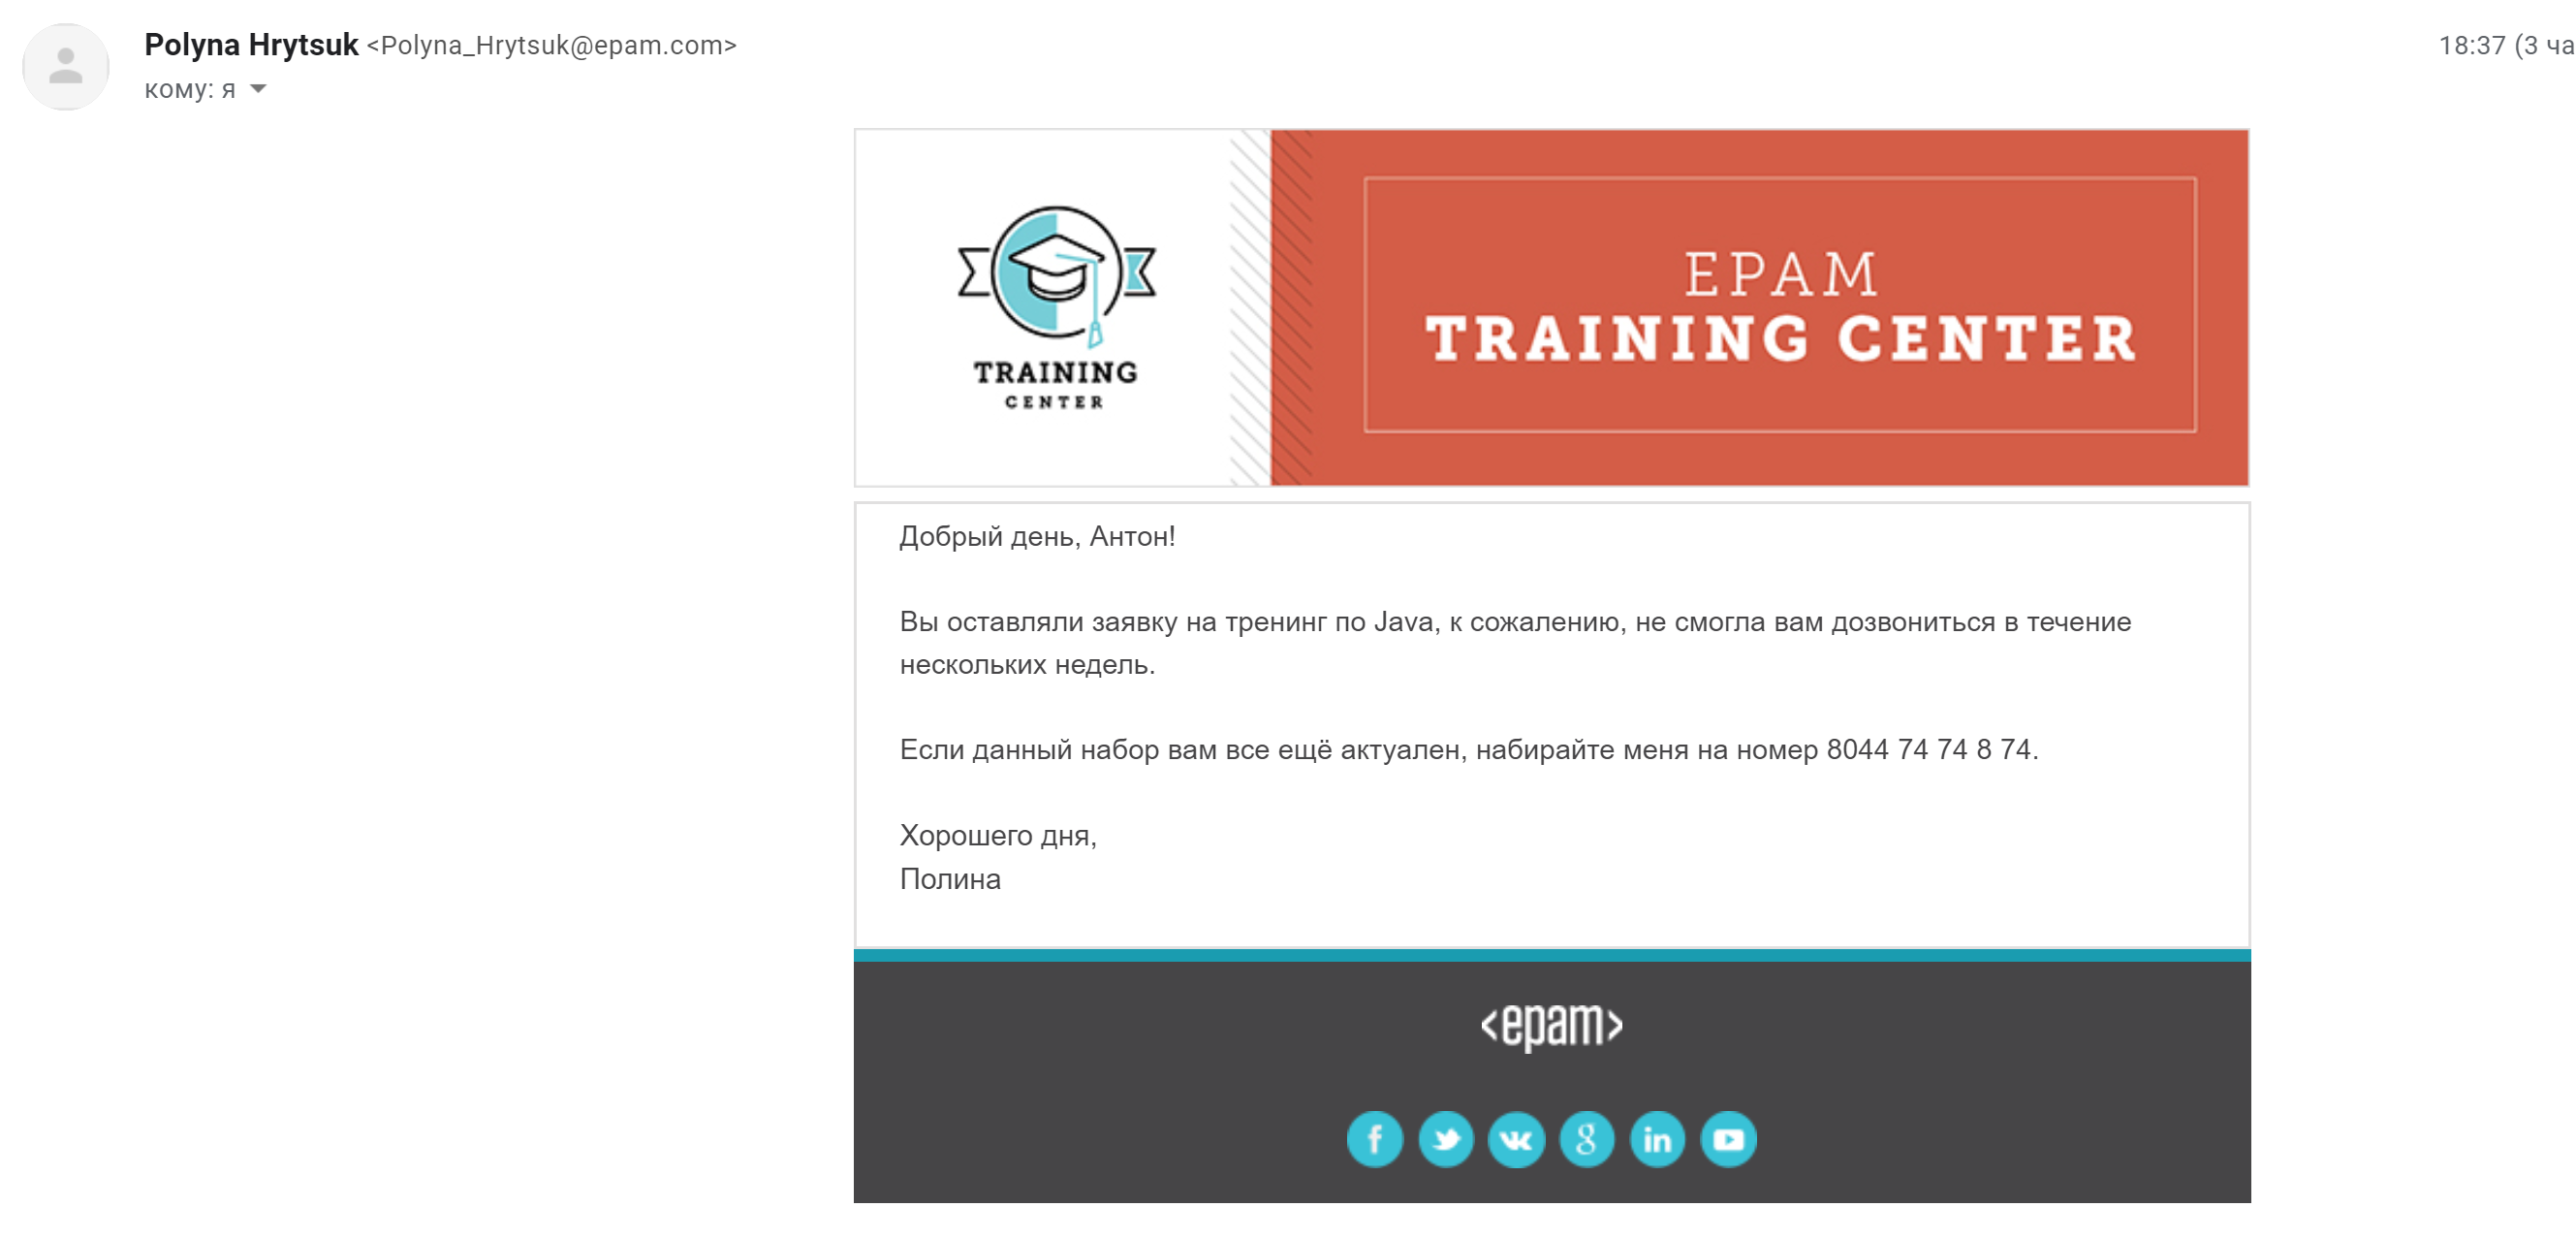 Polyna Hrytsuk <Polyna_Hrytsuk@epam.com>
18:37 (3 ча
кому: я
TRAINING
CENTER
EPAM
TRAINING CENTER
Добрый день, Антон!
Вы оставляли заявку на тренинг по Java, к сожалению, не смогла вам дозвониться в течение
нескольких недель.
Если данный набор вам все ещё актуален, набирайте меня на номер 8044 74 74 8 74.
Хорошего дня,
Полина
<epam>